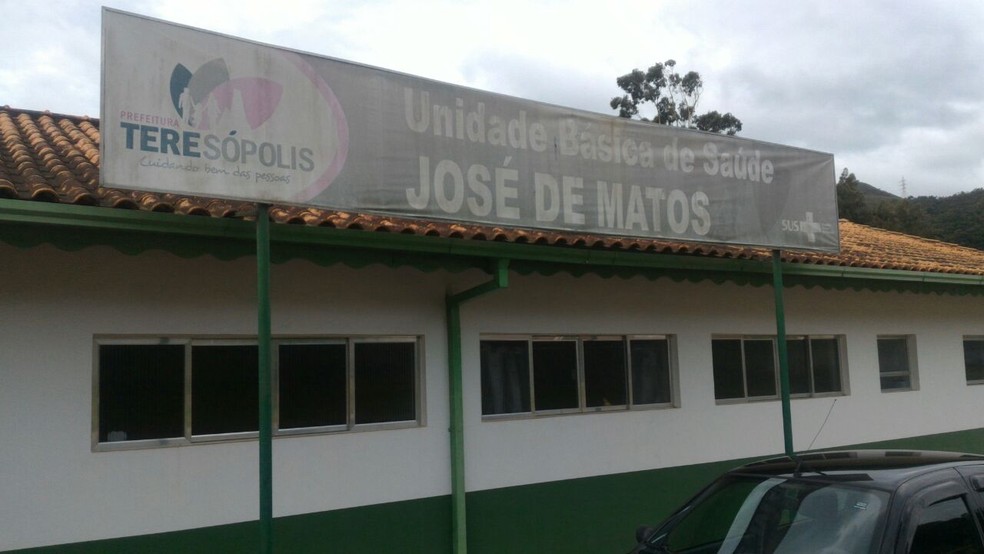 PREFEITURA
TERESÓPOLIS
Cuidando bem das pessoas
Unidade Básica de Saúde
JOSÉ DE MATOS
SUS